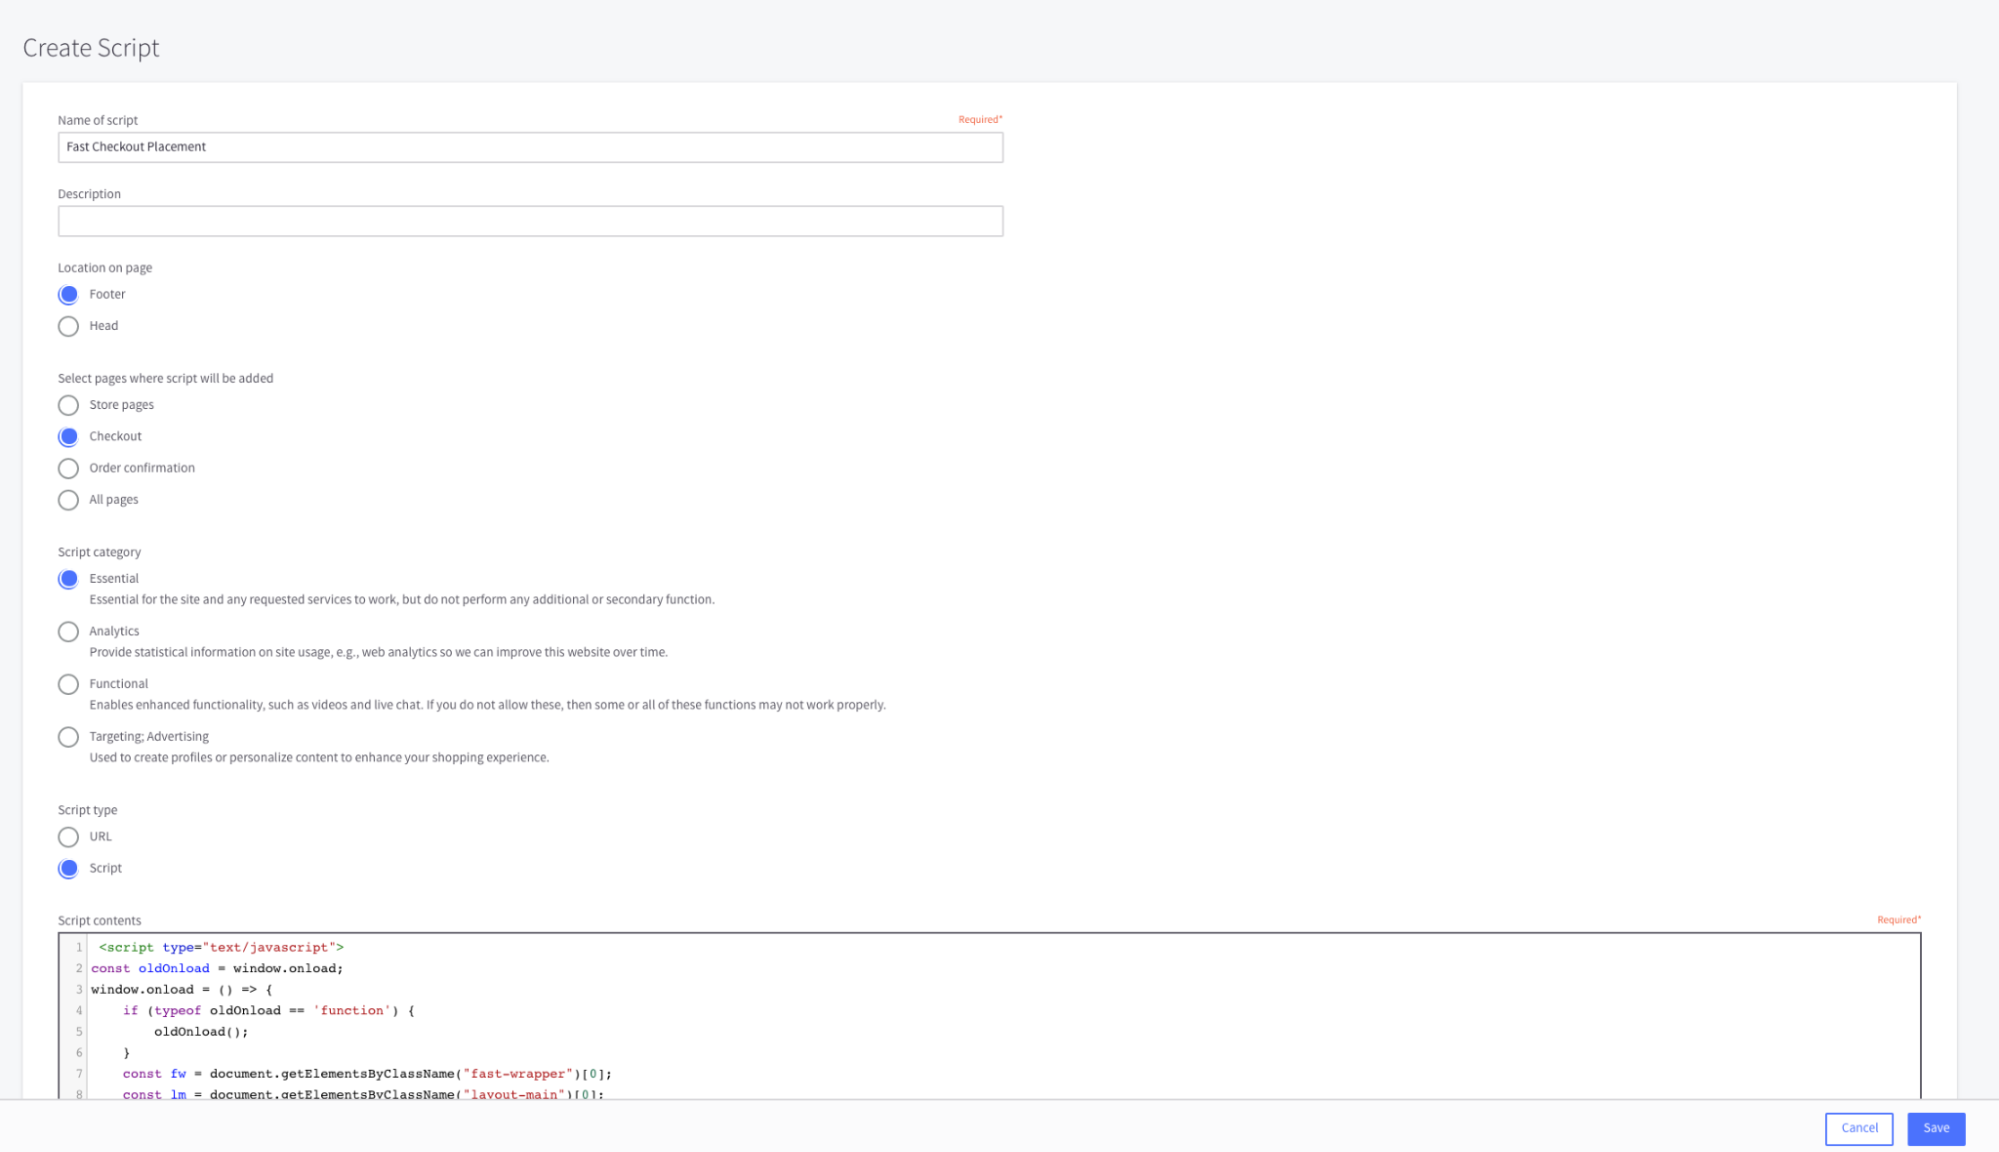 Create Script
Name of script Required*
Fast Checkout Placement
Description
Location on page
Footer
Head
Select pages where script will be added
Store pages
Checkout
Order confirmation
All pages
Script category
Essential
Essential for the site and any requested services to work, but do not perform any additional or secondary function.
Analytics
Provide statistical information on site usage, e.g., web analytics so we can improve this website over time.
Functional
Enables enhanced functionality, such as videos and live chat. If you do not allow these, then some or all of these functions may not work properly.
Targeting; Advertising
Used to create profiles or personalize content to enhance your shopping experience.
Script type
URL
Script
Script contents Required*
1 <script type="text/javascript">
2 const oldOnload = window.onload;
3 window.onload = () => {
4 if (typeof oldOnload == 'function') {
5 oldOnload();
6 }
7 const fw = document.getElementsByClassName("fast-wrapper")[0];
8 const lm = document.getElementsByClassName("layout-main")[0];
Cancel Save